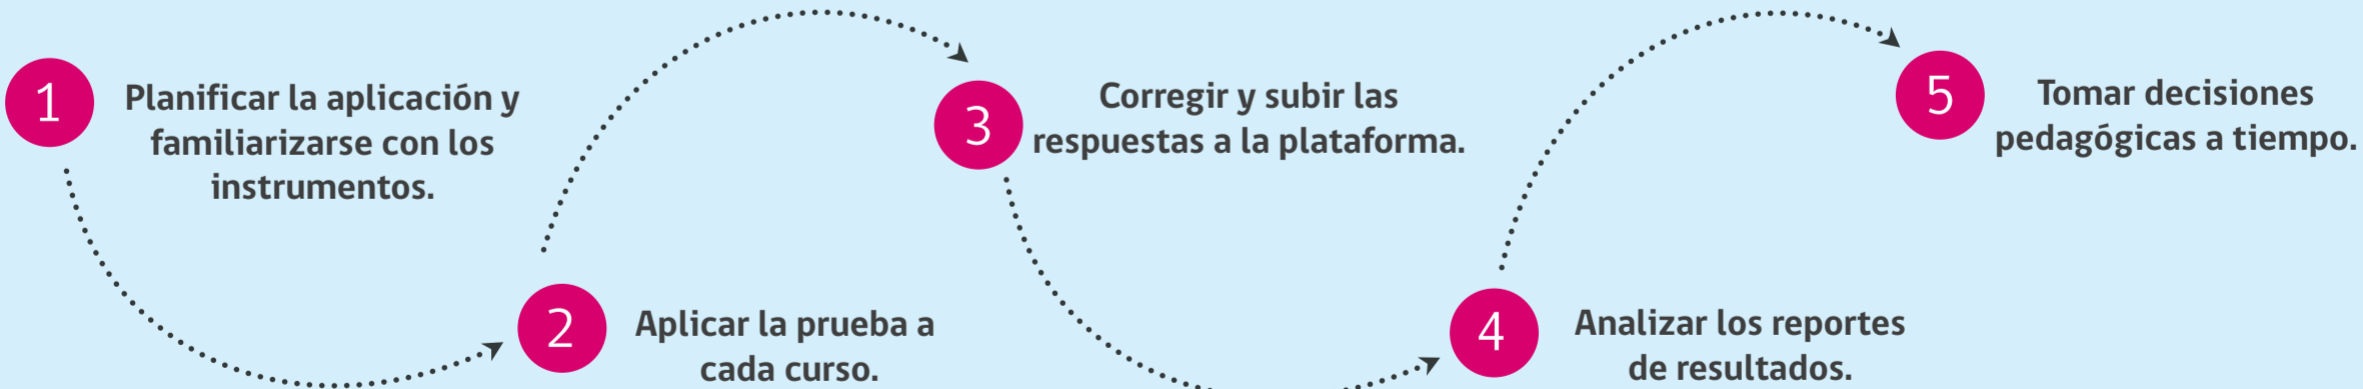 1
Planificar la aplicación y
familiarizarse con los
instrumentos.
2
Aplicar la prueba a
cada curso.
3
Corregir y subir las
respuestas a la plataforma.
4
Analizar los reportes
de resultados.
5
Tomar decisiones
pedagógicas a tiempo.